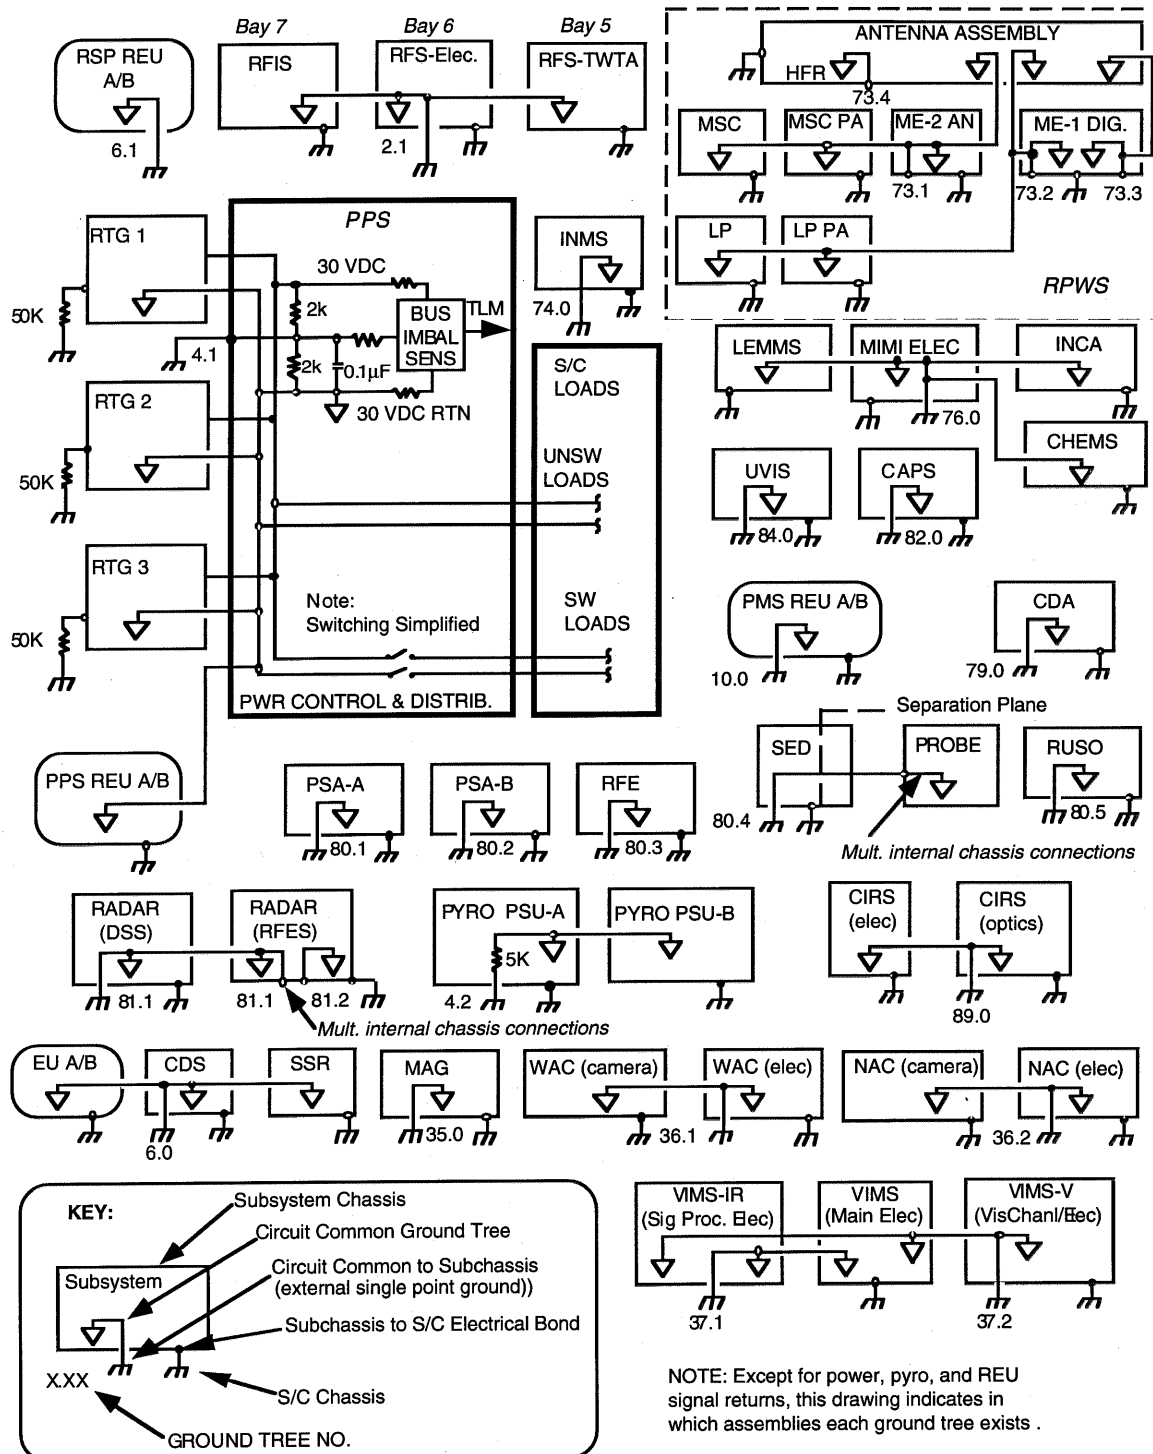 Bay 7
Bay 6
Bay 5
RSP REU
A/B
6.1
RFIS
RFS-Elec.
2.1
RFS-TWTA
ANTENNA ASSEMBLY
HFR
73.4
MSC
MSC PA
ME-2 AN
ME-1 DIG.
73.1
73.2
73.3
LP
LP PA
RPWS
RTG 1
50K
4.1
RTG 2
50K
RTG 3
50K
PPS
30 VDC
2k
BUS
IMBAL
SENS
TLM
2k
0.1µF
30 VDC RTN
Note:
Switching Simplified
PWR CONTROL & DISTRIB.
INMS
74.0
S/C
LOADS
UNSW
LOADS
SW
LOADS
LEMMS
MIMI ELEC
INCA
76.0
CHEMS
UVIS
84.0
CAPS
82.0
PMS REU A/B
10.0
CDA
79.0
Separation Plane
SED
PROBE
RUSO
80.4
80.5
Mult. internal chassis connections
PPS REU A/B
PSA-A
80.1
PSA-B
80.2
RFE
80.3
RADAR
(DSS)
81.1
RADAR
(RFES)
81.1
81.2
Mult. internal chassis connections
PYRO PSU-A
5K
4.2
PYRO PSU-B
CIRS
(elec)
CIRS
(optics)
89.0
EU A/B
CDS
SSR
6.0
MAG
35.0
WAC (camera)
WAC (elec)
36.1
NAC (camera)
NAC (elec)
36.2
VIMS-IR
(Sig Proc. Elec)
VIMS
(Main Elec)
VIMS-V
(VisChanl/Elec)
37.1
37.2
KEY:
Subsystem Chassis
Circuit Common Ground Tree
Circuit Common to Subchassis
(external single point ground))
Subsystem
Subchassis to S/C Electrical Bond
X.XX
S/C Chassis
GROUND TREE NO.
NOTE: Except for power, pyro, and REU
signal returns, this drawing indicates in
which assemblies each ground tree exists .